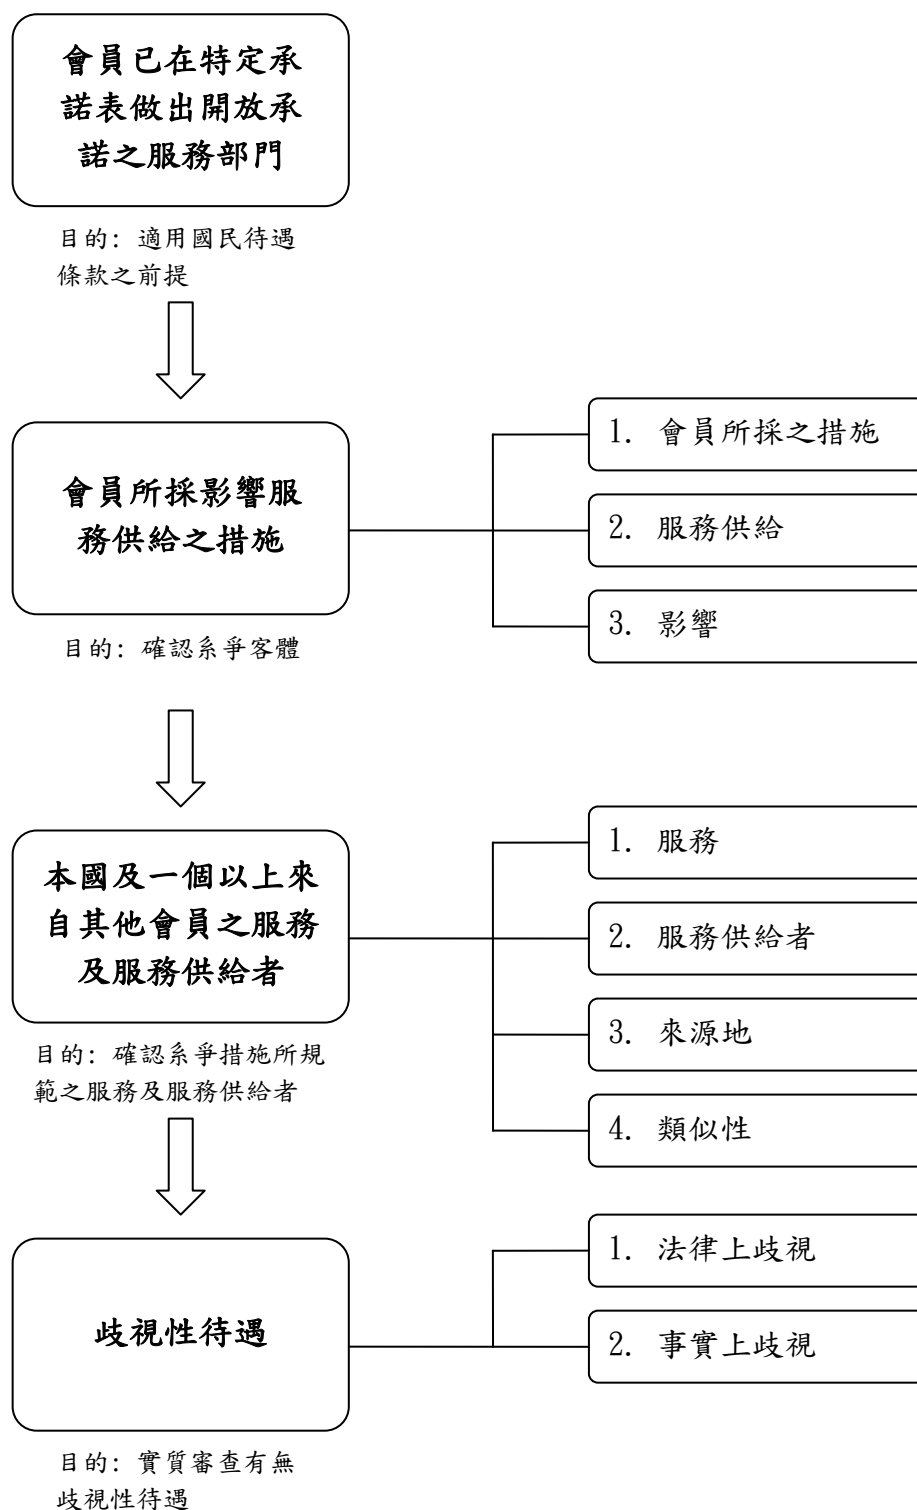 會員已在特定承
諾表做出開放承
諾之服務部門
目的：適用國民待遇
條款之前提
會員所採影響服
務供給之措施
目的：確認系爭客體
1. 會員所採之措施
2. 服務供給
3. 影響
本國及一個以上來
自其他會員之服務
及服務供給者
目的：確認系爭措施所規
範之服務及服務供給者
1. 服務
2. 服務供給者
3. 來源地
4. 類似性
歧視性待遇
目的：實質審查有無
歧視性待遇
1. 法律上歧視
2. 事實上歧視